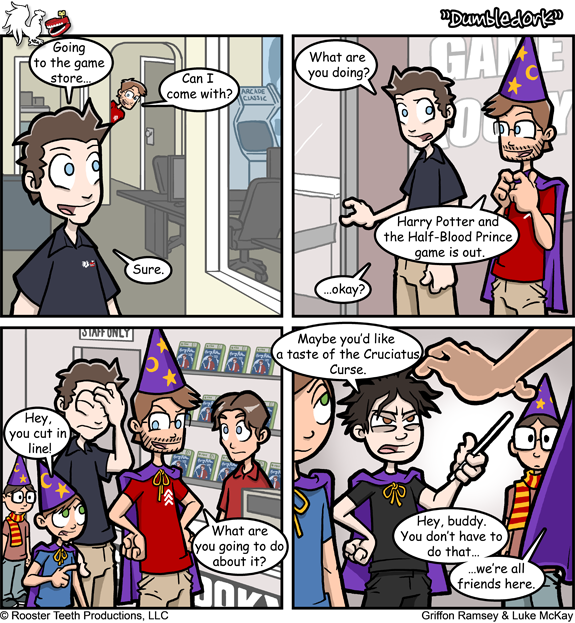 "Dumbledork"
Going
to the game
store...
Can I
come with?
ARCADE
CLASSIC
Sure.
What are
you doing?
GAME
Harry Potter and
the Half-Blood Prince
game is out.
...okay?
STAFF ONLY
Hey,
you cut in
line!
What are
you going to do
about it?
Maybe you'd like
a taste of the Cruciatus
Curse.
Hey, buddy.
You don't have to
do that...
...we're all
friends here.
© Rooster Teeth Productions, LLC
Griffon Ramsey & Luke McKay